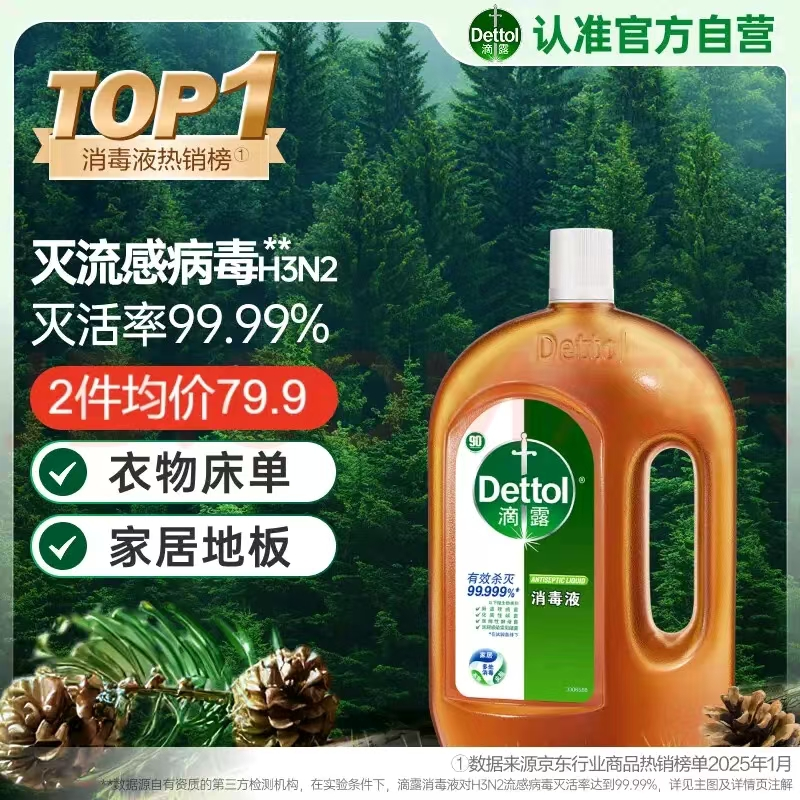 Dettol
滴露
认准官方自营
TOP1
消毒液热销榜①
灭流感病毒**H3N2
灭活率99.99%
2件均价79.9
衣物床单
家居地板
Dettol
90
Dettol®
滴露
ANTISEPTIC LIQUID
消毒液
有效杀灭
99.999%*
家居
多效
消毒
①数据来源京东行业商品热销榜单2025年1月
**数据源自有资质的第三方检测机构，在实验条件下，滴露消毒液对H3N2流感病毒灭活率达到99.99%，详见主图及详情页注解